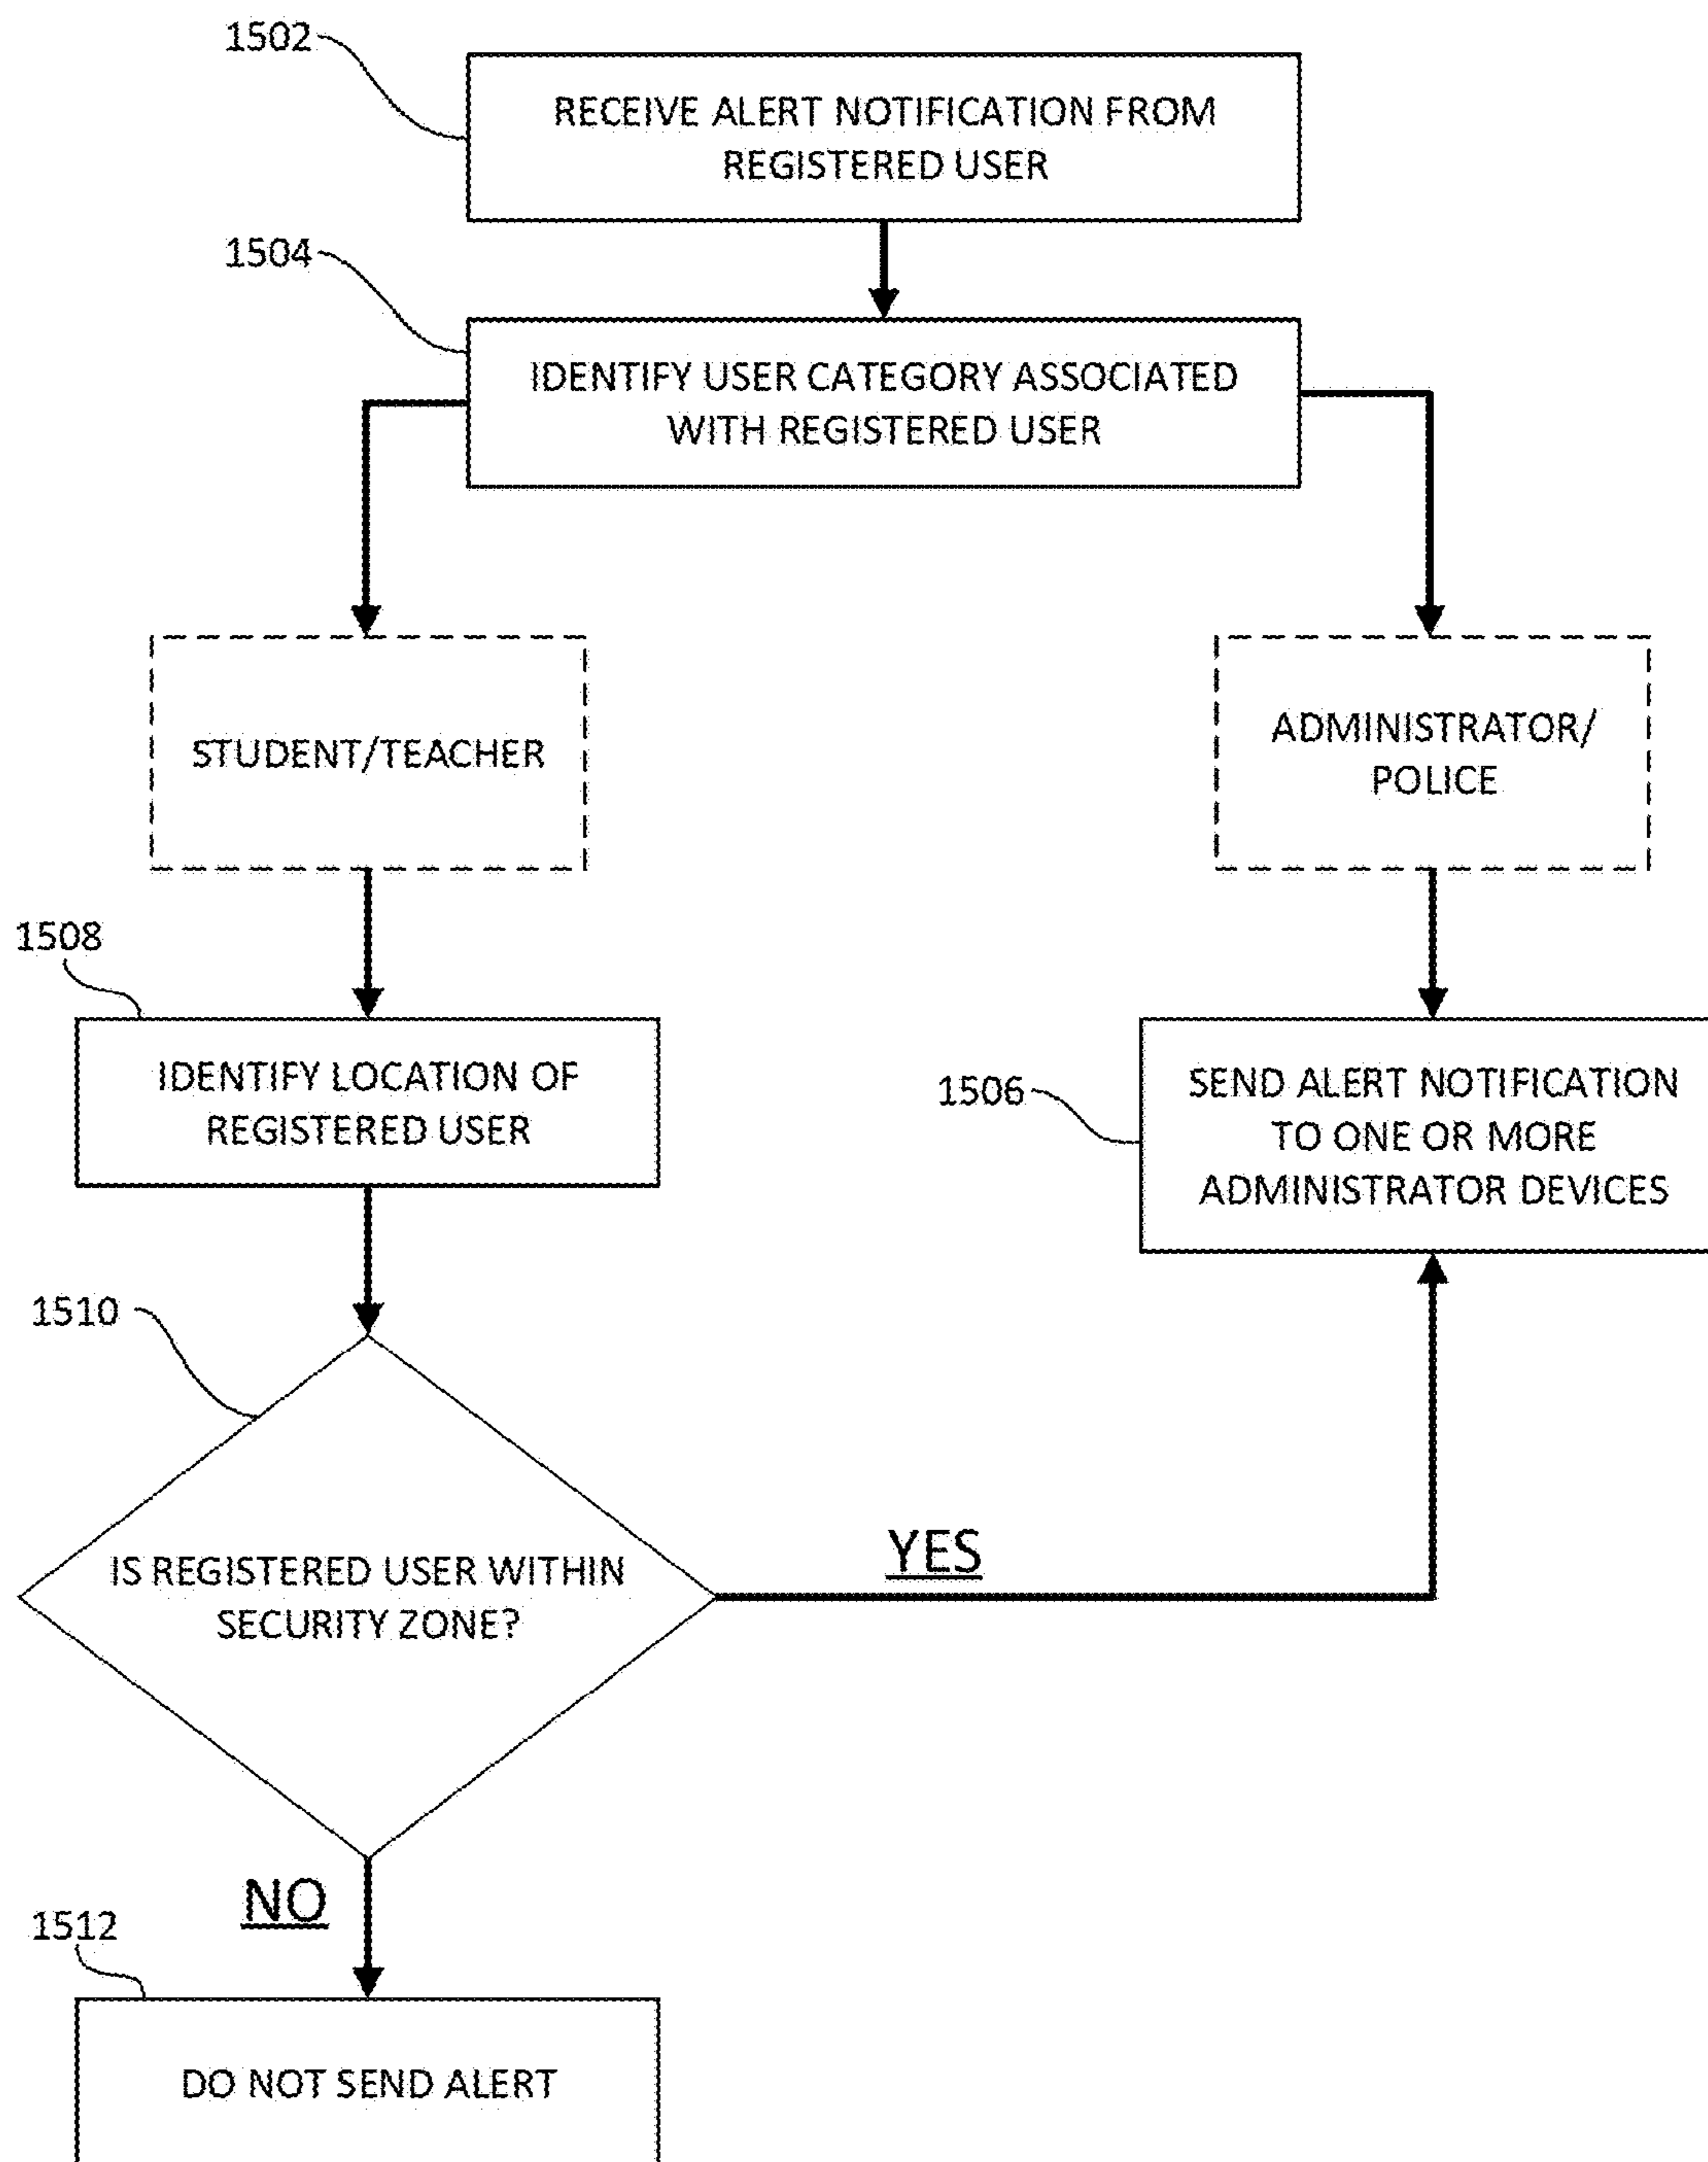 1502
RECEIVE ALERT NOTIFICATION FROM
REGISTERED USER
1504
IDENTIFY USER CATEGORY ASSOCIATED
WITH REGISTERED USER
STUDENT/TEACHER
ADMINISTRATOR/
POLICE
1508
IDENTIFY LOCATION OF
REGISTERED USER
1506
SEND ALERT NOTIFICATION
TO ONE OR MORE
ADMINISTRATOR DEVICES
1510
IS REGISTERED USER WITHIN
SECURITY ZONE?
YES
NO
1512
DO NOT SEND ALERT